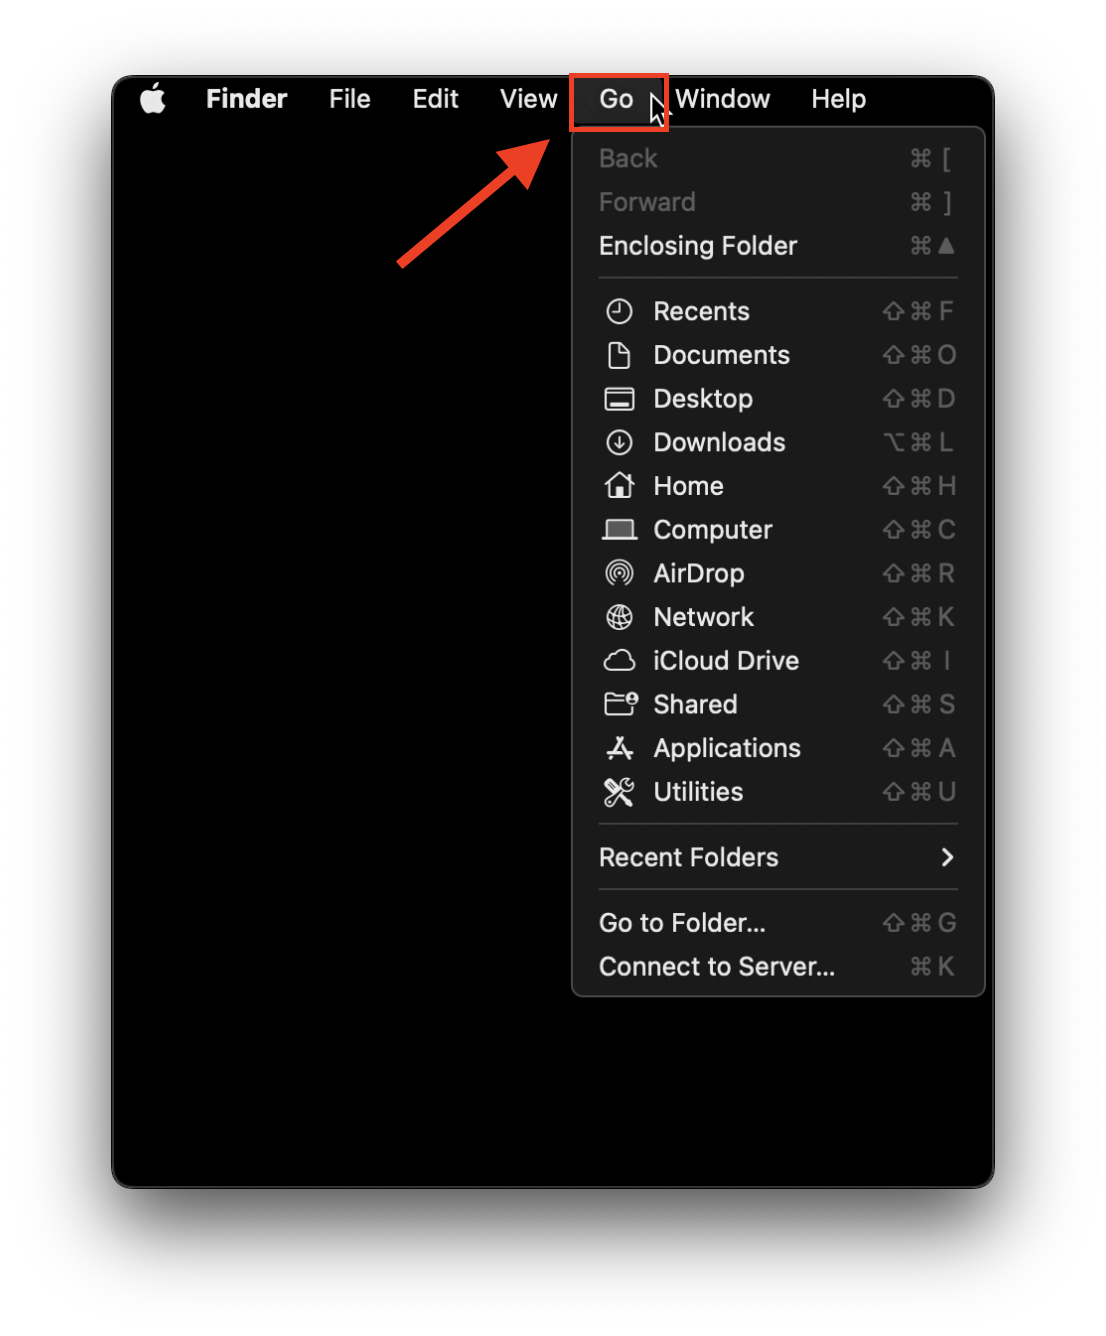 Finder File Edit View Go Window Help
Back ⌘ [
Forward ⌘ ]
Enclosing Folder ⌘ ▲
Recents ⇧ ⌘ F
Documents ⇧ ⌘ O
Desktop ⇧ ⌘ D
Downloads ⌥ ⌘ L
Home ⇧ ⌘ H
Computer ⇧ ⌘ C
AirDrop ⇧ ⌘ R
Network ⇧ ⌘ K
iCloud Drive ⇧ ⌘ I
Shared ⇧ ⌘ S
Applications ⇧ ⌘ A
Utilities ⇧ ⌘ U
Recent Folders
Go to Folder... ⇧ ⌘ G
Connect to Server... ⌘ K